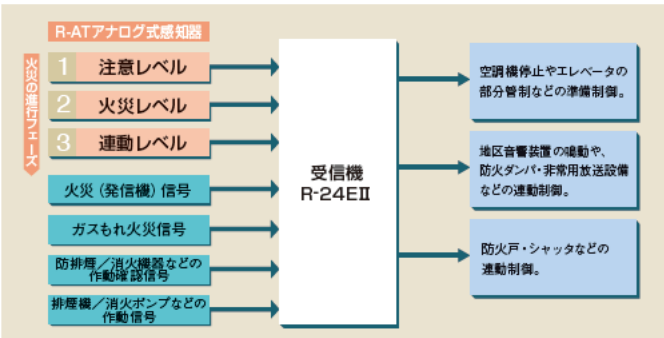 R-ATアナログ式感知器
火災の進行フェーズ
1 注意レベル
2 火災レベル
3 連動レベル
火災（発信機）信号
ガスもれ火災信号
防排煙／消火機器などの
作動確認信号
排煙機／消火ポンプなどの
作動信号
受信機
R-24EⅡ
空調機停止やエレベータの
部分管制などの準備制御。
地区音響装置の鳴動や、
防火ダンパ・非常用放送設備
などの連動制御。
防火戸・シャッタなどの
連動制御。